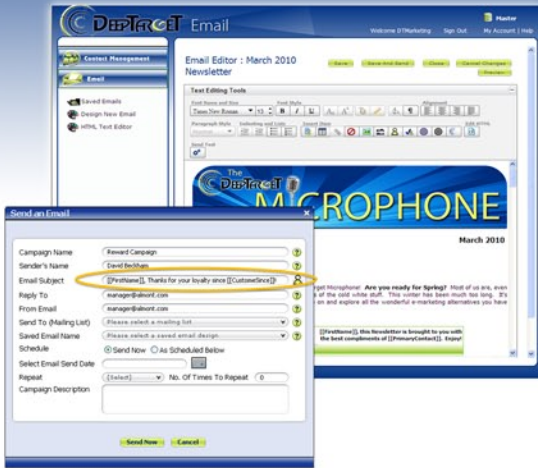 DEEPTARGET Email
Master
Welcome DTMarketing Sign Out My Account | Help
Contact Management
Email
Saved Emails
Design New Email
HTML Text Editor
Email Editor : March 2010
Newsletter
Save Save And Send Close Cancel Changes
Preview
Text Editing Tools
Font Name and Size Font Style Alignment
Times New Roman 13 B I U
Paragraph Style Indenting and Lists Insert Item Edit HTML
Normal
Send Test
The
DEEPTARGET
MICROPHONE
March 2010
get Microphone! Are you ready for Spring? Most of us are, even
of the cold white stuff. This winter has been much too long. It's
on and explore all the wonderful e-marketing alternatives you have
[[FirstName]], this Newsletter is brought to you with
the best compliments of [[PrimaryContact]]. Enjoy!
Send an Email
Campaign Name Reward Campaign
Sender's Name David Beckham
Email Subject [[FirstName]], Thanks for your loyalty since [[CustomeSince]]!
Reply To manager@alinvint.com
From Email manager@alinvint.com
Send To (Mailing List) Please select a mailing list
Saved Email Name Please select a saved email design
Schedule Send Now As Scheduled Below
Select Email Send Date
Repeat [Select] No. Of Times To Repeat 0
Campaign Description
Send Now Cancel